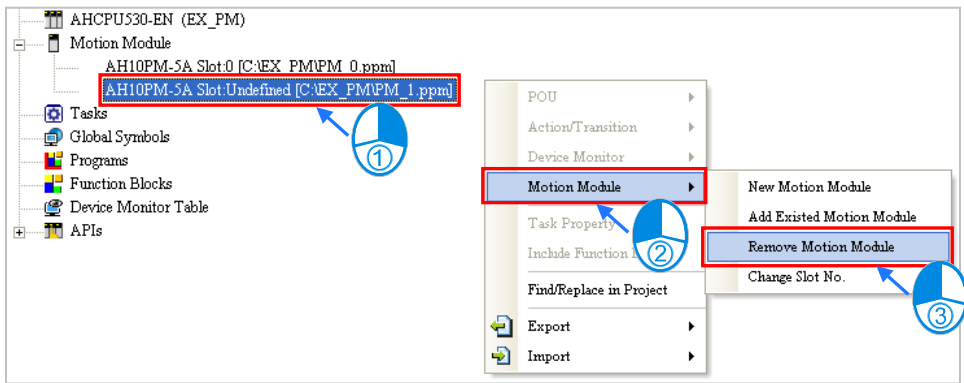 AHCPU530-EN (EX_PM)
Motion Module
AH10PM-5A Slot:0 [C:\EX_PM\PM_0.ppm]
AH10PM-5A Slot:Undefined [C:\EX_PM\PM_1.ppm]
Tasks
Global Symbols
Programs
Function Blocks
Device Monitor Table
APIs
1
POU
Action/Transition
Device Monitor
Motion Module
Task Property
Include Function
Find/Replace in Project
Export
Import
2
New Motion Module
Add Existed Motion Module
Remove Motion Module
Change Slot No.
3